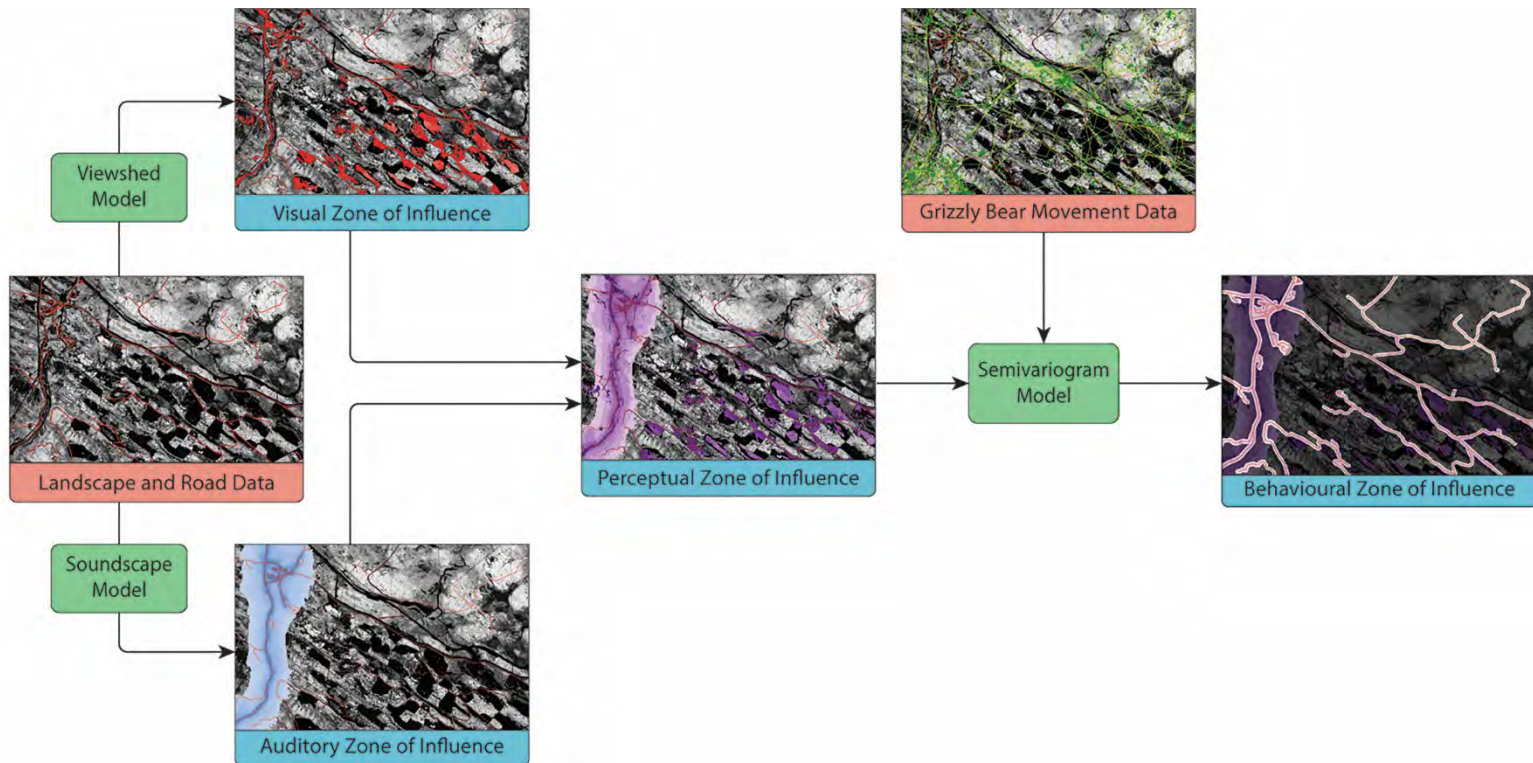 Viewshed
Model
Visual Zone of Influence
Grizzly Bear Movement Data
Landscape and Road Data
Perceptual Zone of Influence
Semivariogram
Model
Behavioural Zone of Influence
Soundscape
Model
Auditory Zone of Influence